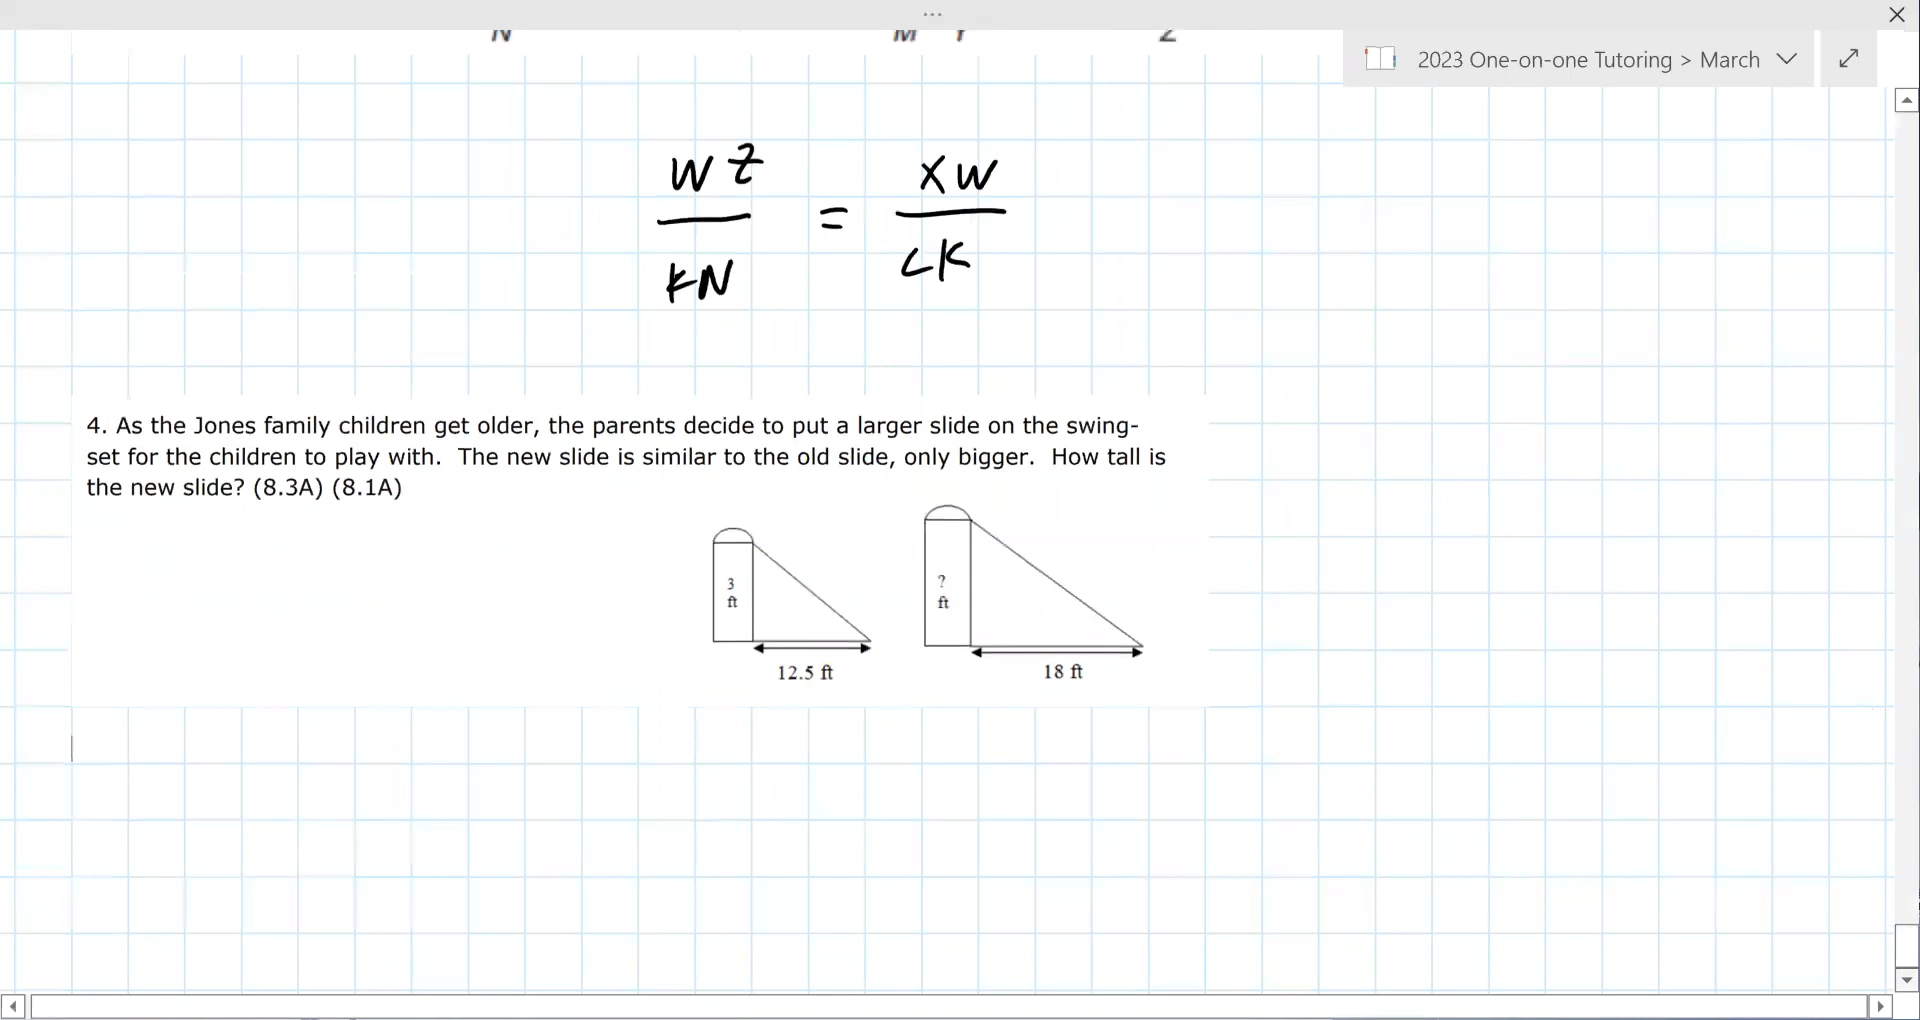 ...
N M Y Z
2023 One-on-one Tutoring > March
WZ XW
=
KN LK
4. As the Jones family children get older, the parents decide to put a larger slide on the swing-
set for the children to play with. The new slide is similar to the old slide, only bigger. How tall is
the new slide? (8.3A) (8.1A)
3
ft
12.5 ft
?
ft
18 ft